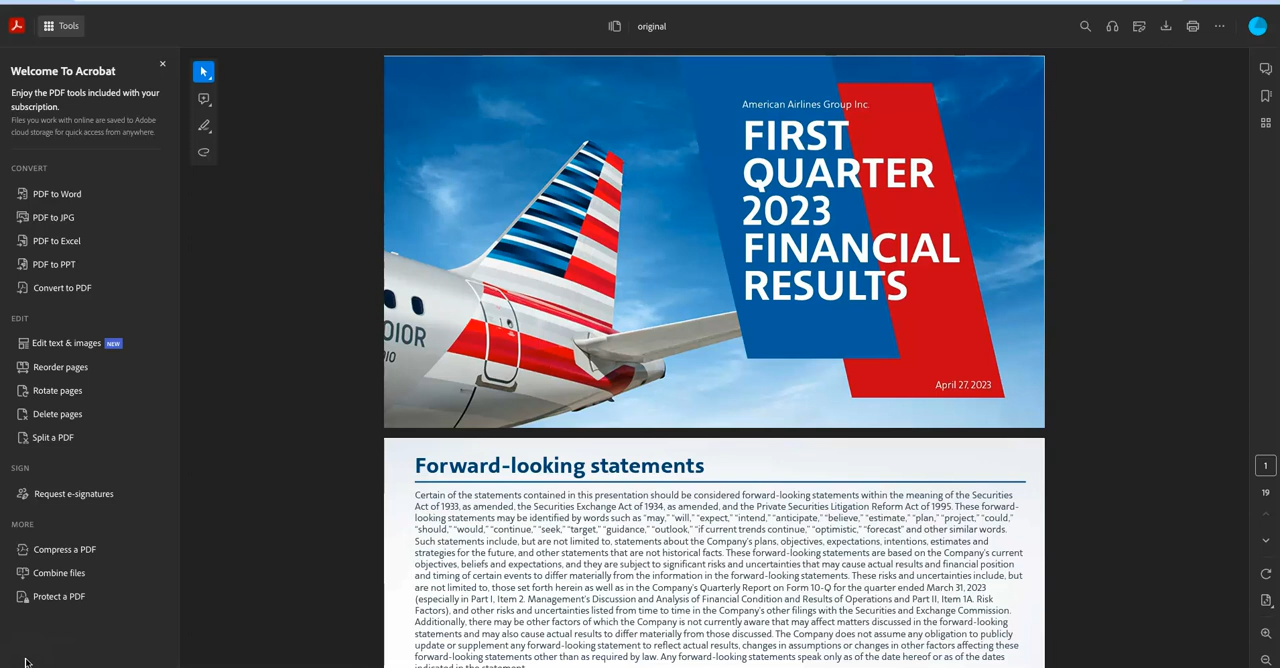 Tools
original
Welcome To Acrobat
Enjoy the PDF tools included with your
subscription.
Files you work with online are saved to Adobe
cloud storage for quick access from anywhere.
CONVERT
PDF to Word
PDF to JPG
PDF to Excel
PDF to PPT
Convert to PDF
EDIT
Edit text & images NEW
Reorder pages
Rotate pages
Delete pages
Split a PDF
SIGN
Request e-signatures
MORE
Compress a PDF
Combine files
Protect a PDF
American Airlines Group Inc.
FIRST
QUARTER
2023
FINANCIAL
RESULTS
April 27, 2023
Forward-looking statements
Certain of the statements contained in this presentation should be considered forward-looking statements within the meaning of the Securities
Act of 1933, as amended, the Securities Exchange Act of 1934, as amended, and the Private Securities Litigation Reform Act of 1995. These forward-
looking statements may be identified by words such as “may,” “will,” “expect,” “intend,” “anticipate,” “believe,” “estimate,” “plan,” “project,” “could,”
“should,” “would,” “continue,” “seek,” “target,” “guidance,” “outlook,” “if current trends continue,” “optimistic,” “forecast” and other similar words.
Such statements include, but are not limited to, statements about the Company’s plans, objectives, expectations, intentions, estimates and
strategies for the future, and other statements that are not historical facts. These forward-looking statements are based on the Company’s current
objectives, beliefs and expectations, and they are subject to significant risks and uncertainties that may cause actual results and financial position
and timing of certain events to differ materially from the information in the forward-looking statements. These risks and uncertainties include, but
are not limited to, those set forth herein as well as in the Company’s Quarterly Report on Form 10-Q for the quarter ended March 31, 2023
(especially in Part I, Item 2. Management’s Discussion and Analysis of Financial Condition and Results of Operations and Part II, Item 1A. Risk
Factors), and other risks and uncertainties listed from time to time in the Company’s other filings with the Securities and Exchange Commission.
Additionally, there may be other factors of which the Company is not currently aware that may affect matters discussed in the forward-looking
statements and may also cause actual results to differ materially from those discussed. The Company does not assume any obligation to publicly
update or supplement any forward-looking statement to reflect actual results, changes in assumptions or changes in other factors affecting these
forward-looking statements other than as required by law. Any forward-looking statements speak only as of the date hereof or as of the dates
indicated in the statement.
1
19